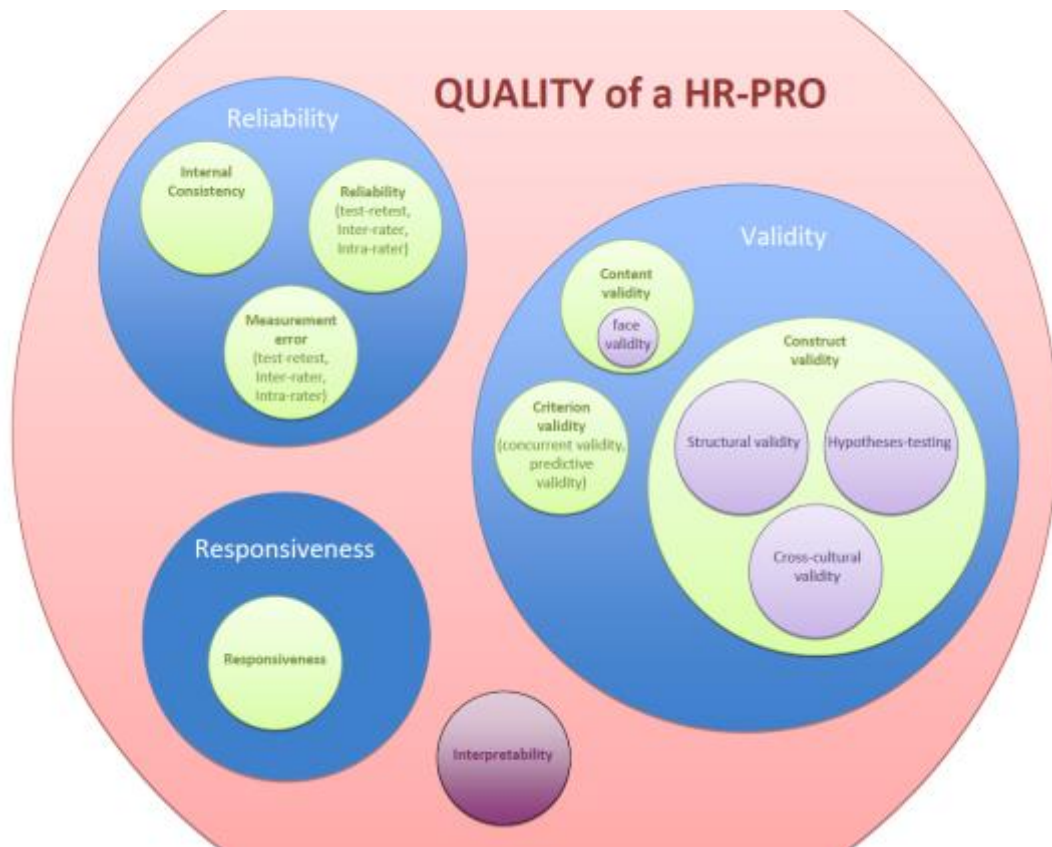 QUALITY of a HR-PRO
Reliability
Internal
Consistency
Reliability
(test-retest,
Inter-rater,
Intra-rater)
Measurement
error
(test-retest,
Inter-rater,
Intra-rater)
Validity
Content
validity
face
validity
Criterion
validity
(concurrent validity,
predictive
validity)
Construct
validity
Structural validity
Hypotheses-testing
Cross-cultural
validity
Responsiveness
Responsiveness
Interpretability